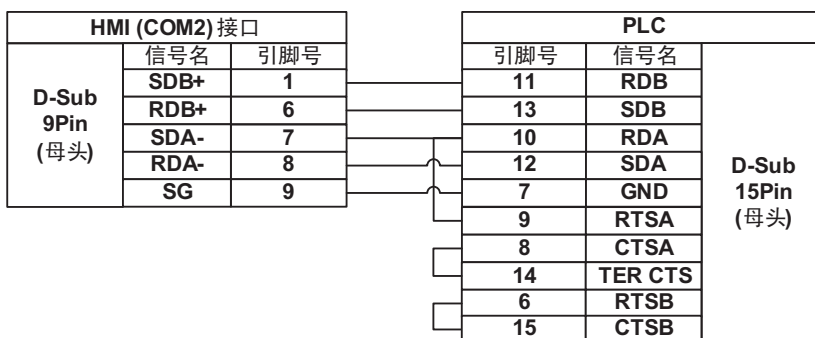 HMI (COM2) 接口 PLC
信号名 引脚号 引脚号 信号名
D-Sub 9Pin (母头)
SDB+ 1 11 RDB
RDB+ 6 13 SDB
SDA- 7 10 RDA
RDA- 8 12 SDA
SG 9 7 GND
9 RTSA
8 CTSA
14 TER CTS
6 RTSB
15 CTSB
D-Sub
15Pin
(母头)